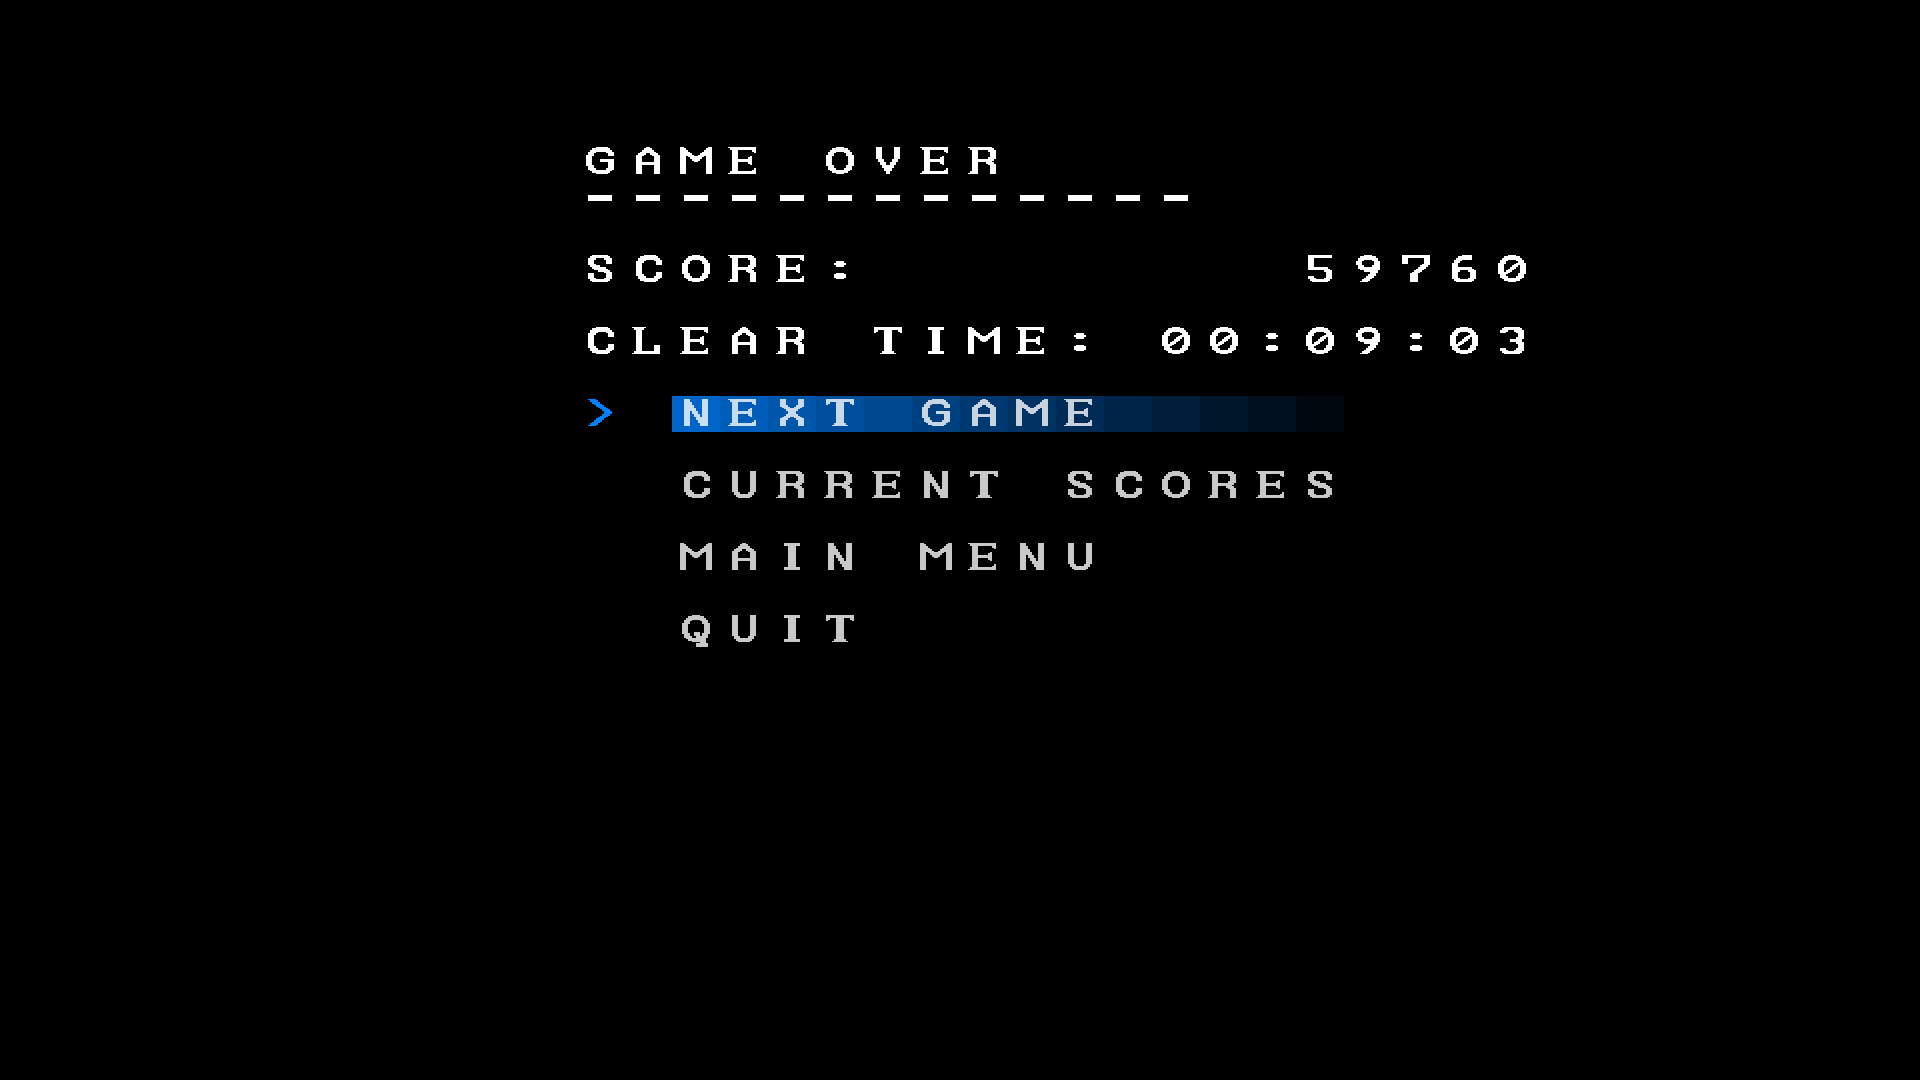 GAME OVER
-------------
SCORE: 59760
CLEAR TIME: 00:09:03
> NEXT GAME
CURRENT SCORES
MAIN MENU
QUIT